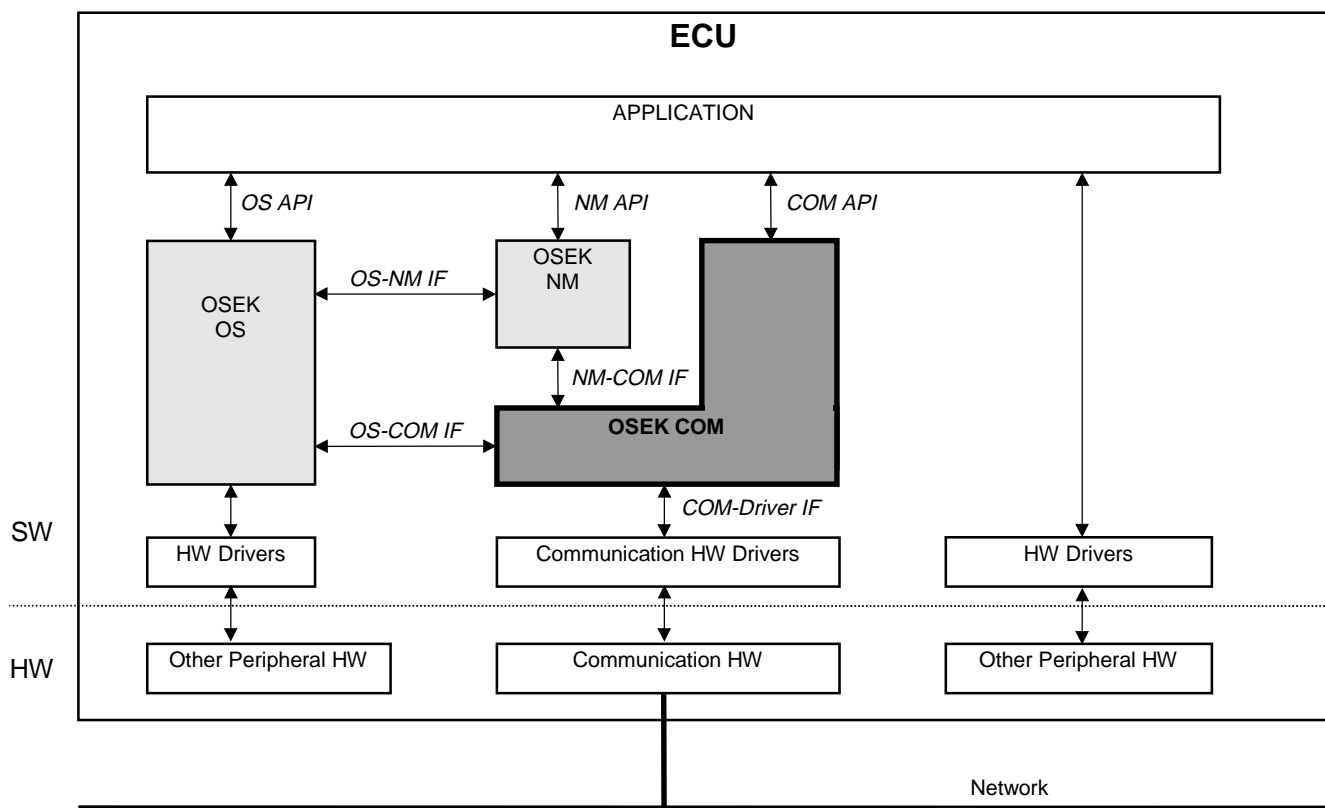 ECU
APPLICATION
OS API
NM API
COM API
OSEK
OS
OS-NM IF
OSEK
NM
NM-COM IF
OS-COM IF
OSEK COM
COM-Driver IF
SW
HW Drivers
Communication HW Drivers
HW Drivers
HW
Other Peripheral HW
Communication HW
Other Peripheral HW
Network